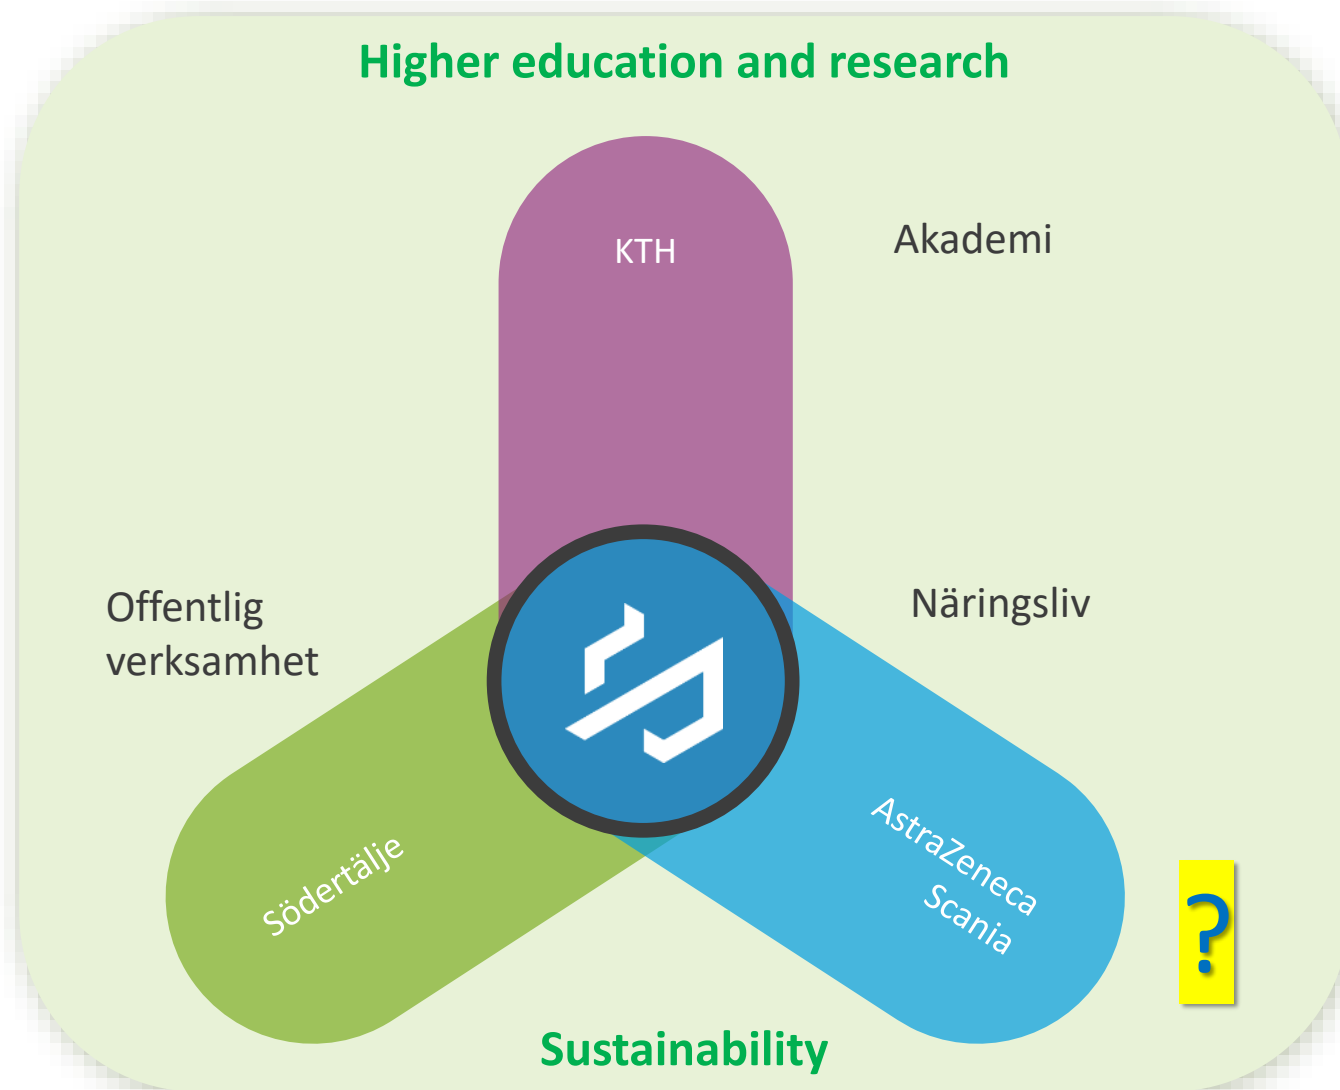 Higher education and research
KTH
Akademi
Offentlig
verksamhet
Näringsliv
Södertälje
AstraZeneca
Scania
?
Sustainability